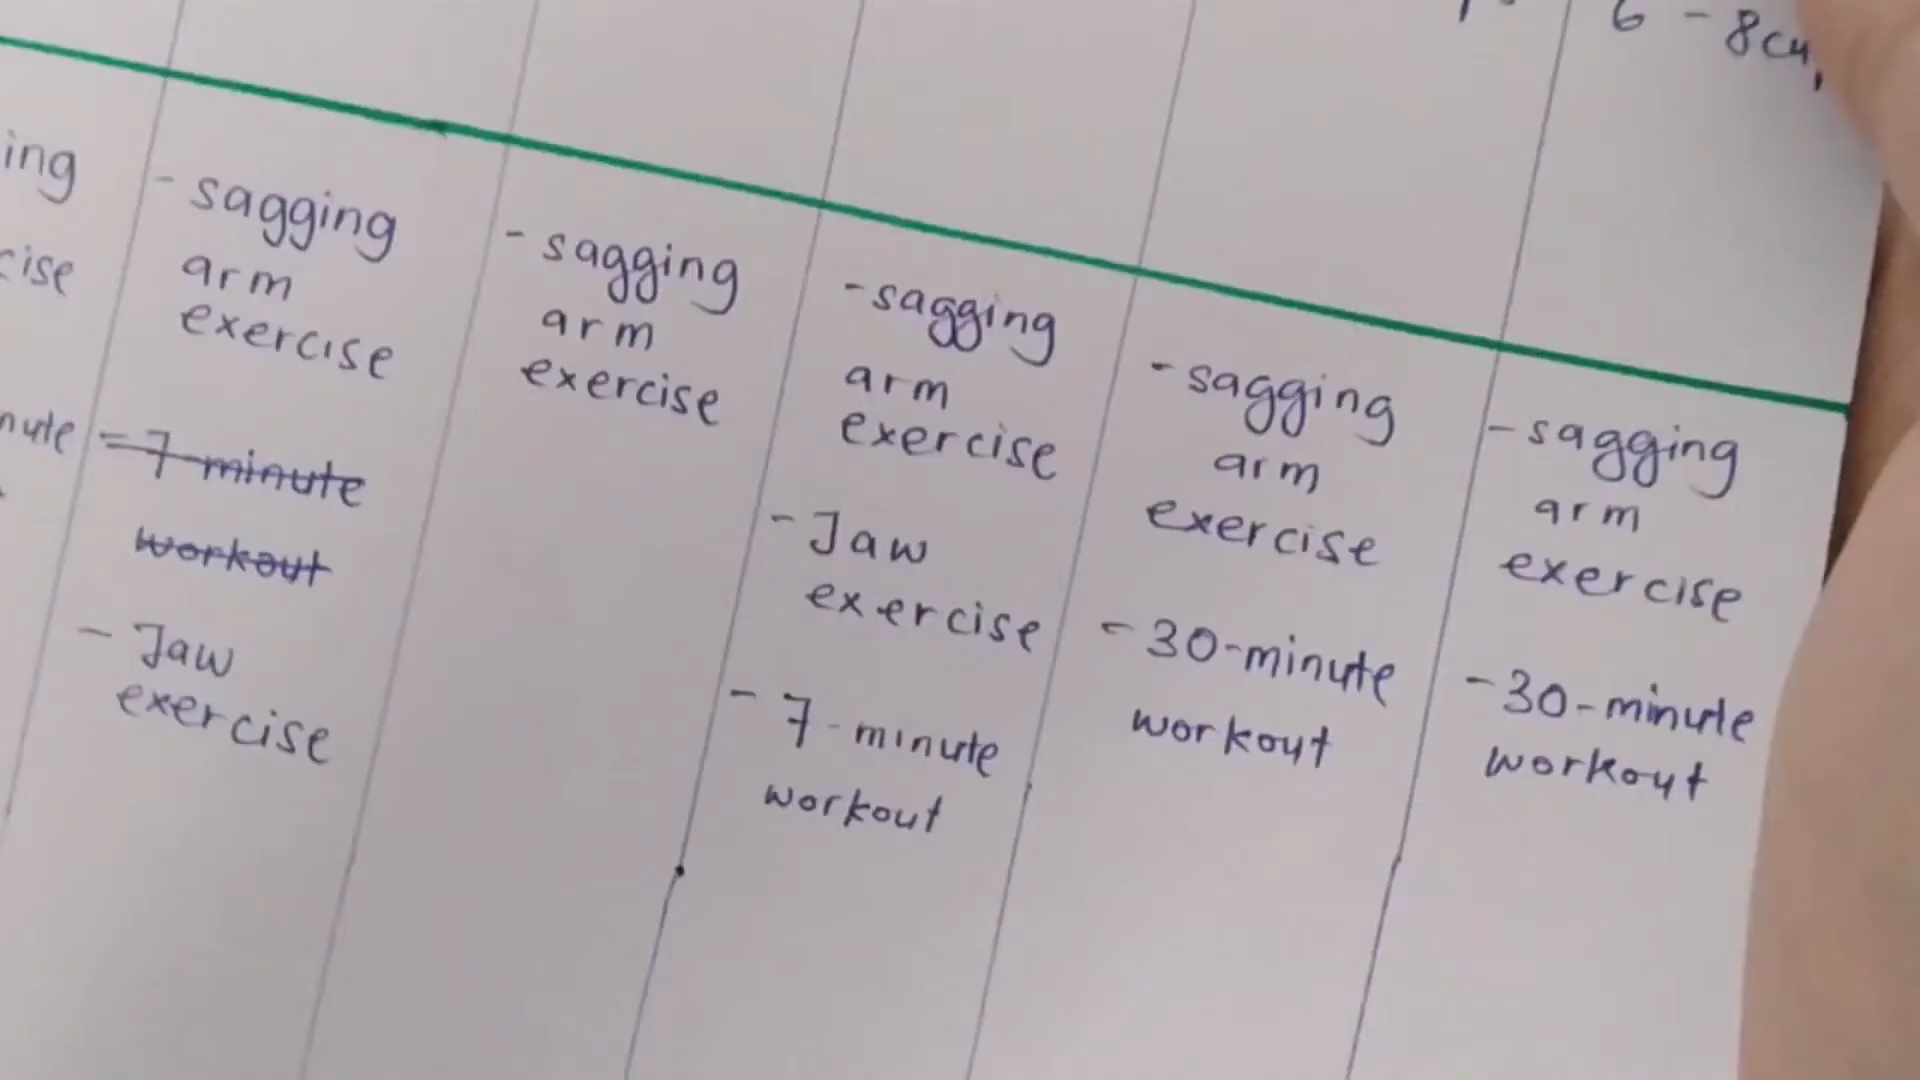 6 - 8cu
ing
cise
nute
- sagging
arm
exercise
- 7 minute
workout
- Jaw
exercise
- sagging
arm
exercise
- sagging
arm
exercise
- Jaw
exercise
- 7-minute
workout
- sagging
arm
exercise
- 30-minute
workout
- sagging
arm
exercise
- 30-minute
workout